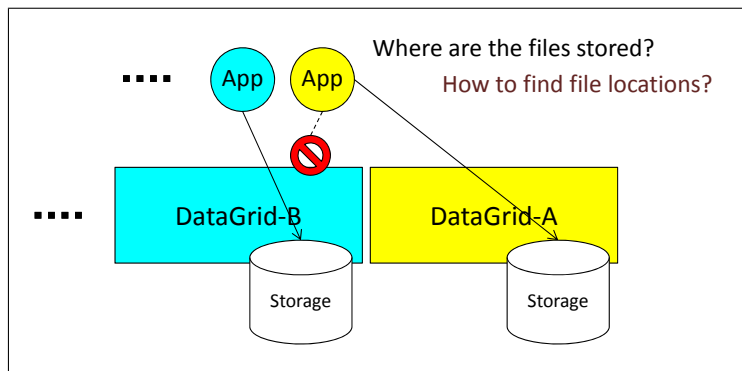 Where are the files stored?
App App
How to find file locations?
DataGrid-B DataGrid-A
Storage Storage